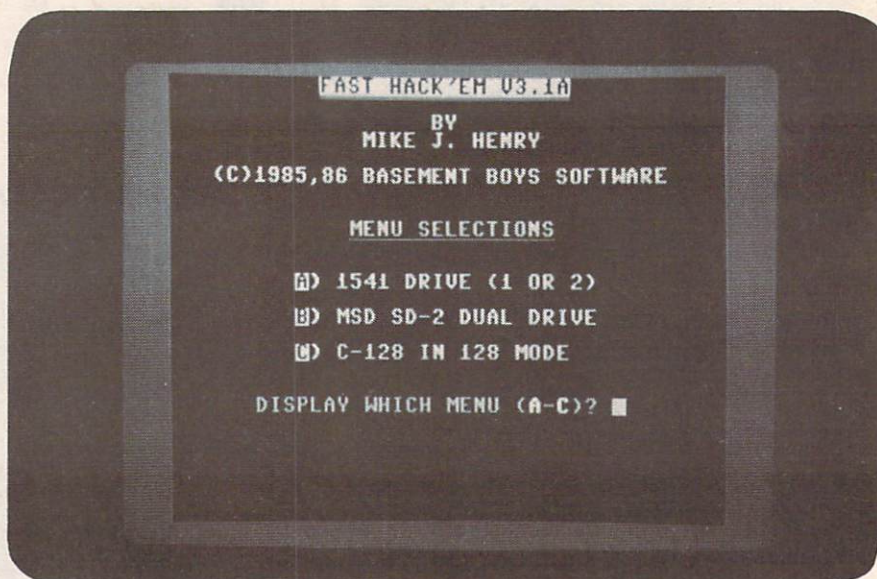 FAST HACK'EM V3.1A
BY
MIKE J. HENRY
(C)1985,86 BASEMENT BOYS SOFTWARE
MENU SELECTIONS
A) 1541 DRIVE (1 OR 2)
B) MSD SD-2 DUAL DRIVE
C) C-128 IN 128 MODE
DISPLAY WHICH MENU (A-C)?